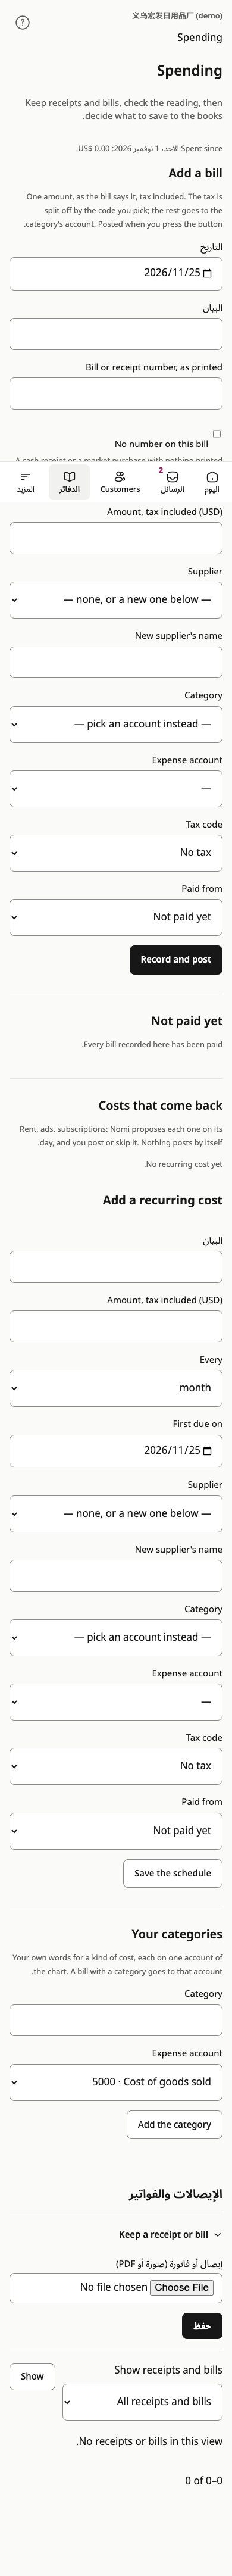 义乌宏发日用品厂 (demo)
Spending
Spending
Keep receipts and bills, check the reading, then
decide what to save to the books.
Spent since الأحد، 1 نوفمبر 2026: US$ 0.00.
Add a bill
One amount, as the bill says it, tax included. The tax is
split off by the code you pick; the rest goes to the
category's account. Posted when you press the button.
التاريخ
2026/11/25
البيان
Bill or receipt number, as printed
No number on this bill
A cash receipt or a market purchase with nothing printed
اليوم
الرسائل
2
Customers
الدفاتر
المزيد
Amount, tax included (USD)
Supplier
— none, or a new one below —
New supplier's name
Category
— pick an account instead —
Expense account
—
Tax code
No tax
Paid from
Not paid yet
Record and post
Not paid yet
Every bill recorded here has been paid.
Costs that come back
Rent, ads, subscriptions: Nomi proposes each one on its
day, and you post or skip it. Nothing posts by itself.
No recurring cost yet.
Add a recurring cost
البيان
Amount, tax included (USD)
Every
month
First due on
2026/11/25
Supplier
— none, or a new one below —
New supplier's name
Category
— pick an account instead —
Expense account
—
Tax code
No tax
Paid from
Not paid yet
Save the schedule
Your categories
Your own words for a kind of cost, each on one account of
the chart. A bill with a category goes to that account.
Category
Expense account
5000 · Cost of goods sold
Add the category
الإيصالات والفواتير
Keep a receipt or bill
إيصال أو فاتورة (صورة أو PDF)
Choose File No file chosen
حفظ
Show receipts and bills
All receipts and bills
Show
No receipts or bills in this view.
0 of 0–0